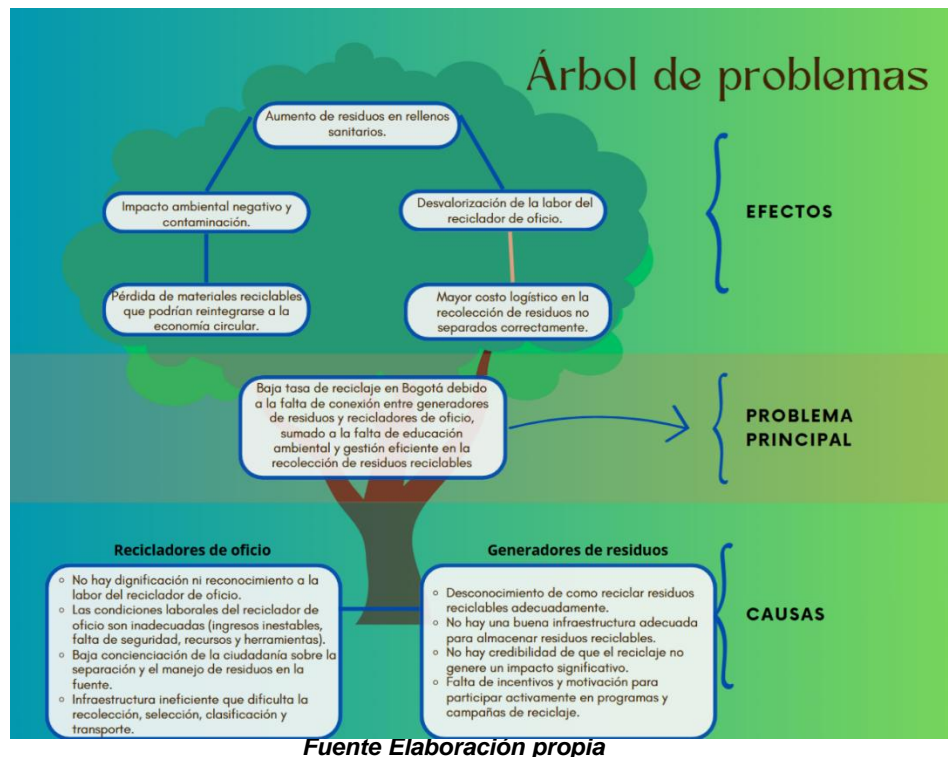 Árbol de problemas
Aumento de residuos en rellenos
sanitarios.
Impacto ambiental negativo y
contaminación.
Desvalorización de la labor del
reciclador de oficio.
EFECTOS
Pérdida de materiales reciclables
que podrían reintegrarse a la
economía circular.
Mayor costo logístico en la
recolección de residuos no
separados correctamente.
Baja tasa de reciclaje en Bogotá debido
a la falta de conexión entre generadores
de residuos y recicladores de oficio,
sumado a la falta de educación
ambiental y gestión eficiente en la
recolección de residuos reciclables
PROBLEMA
PRINCIPAL
Recicladores de oficio
◦ No hay dignificación ni reconocimiento a la
labor del reciclador de oficio.
◦ Las condiciones laborales del reciclador de
oficio son inadecuadas (ingresos inestables,
falta de seguridad, recursos y herramientas).
◦ Baja concienciación de la ciudadanía sobre la
separación y el manejo de residuos en la
fuente.
◦ Infraestructura ineficiente que dificulta la
recolección, selección, clasificación y
transporte.
Generadores de residuos
◦ Desconocimiento de como reciclar residuos
reciclables adecuadamente.
◦ No hay una buena infraestructura adecuada
para almacenar residuos reciclables.
◦ No hay credibilidad de que el reciclaje no
genere un impacto significativo.
◦ Falta de incentivos y motivación para
participar activamente en programas y
campañas de reciclaje.
CAUSAS
Fuente Elaboración propia